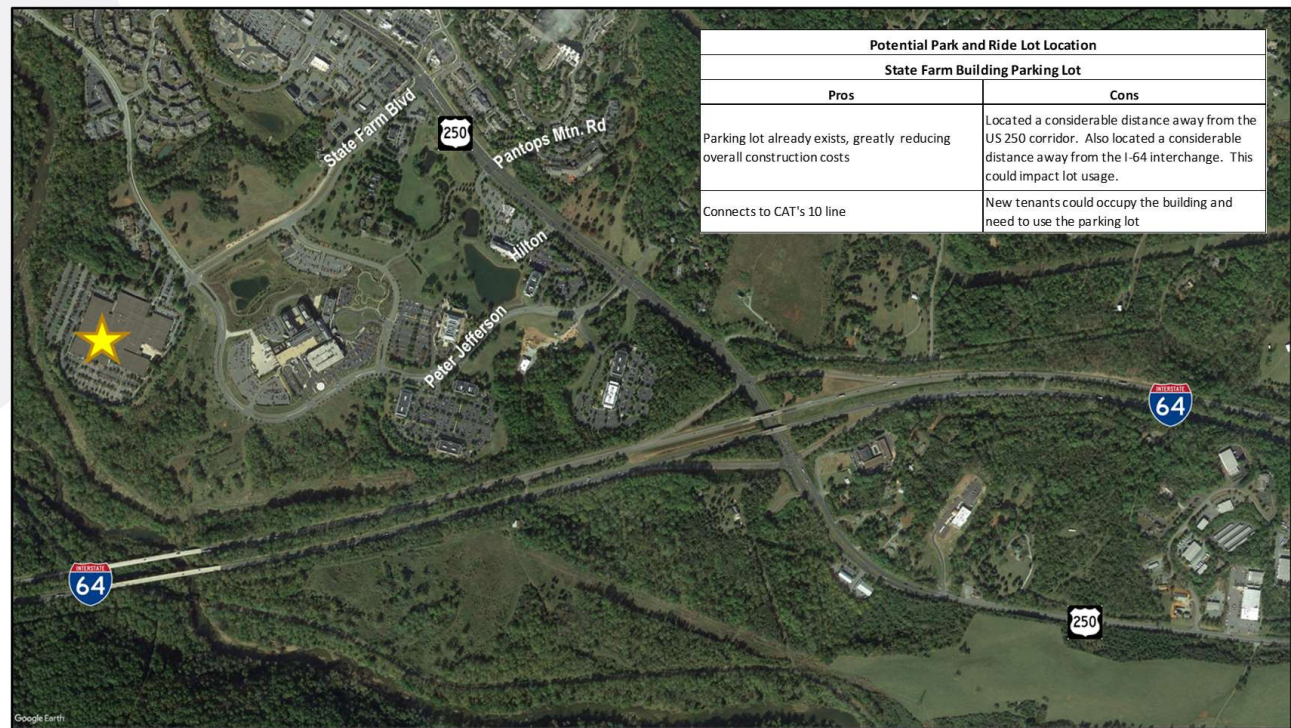 Potential Park and Ride Lot Location
State Farm Building Parking Lot
Pros
Cons
Parking lot already exists, greatly reducing
overall construction costs
Located a considerable distance away from the
US 250 corridor. Also located a considerable
distance away from the I-64 interchange. This
could impact lot usage.
Connects to CAT's 10 line
New tenants could occupy the building and
need to use the parking lot
State Farm Blvd
250
Pantops Mtn. Rd
Hilton
Peter Jefferson
INTERSTATE
64
INTERSTATE
64
250
Google Earth